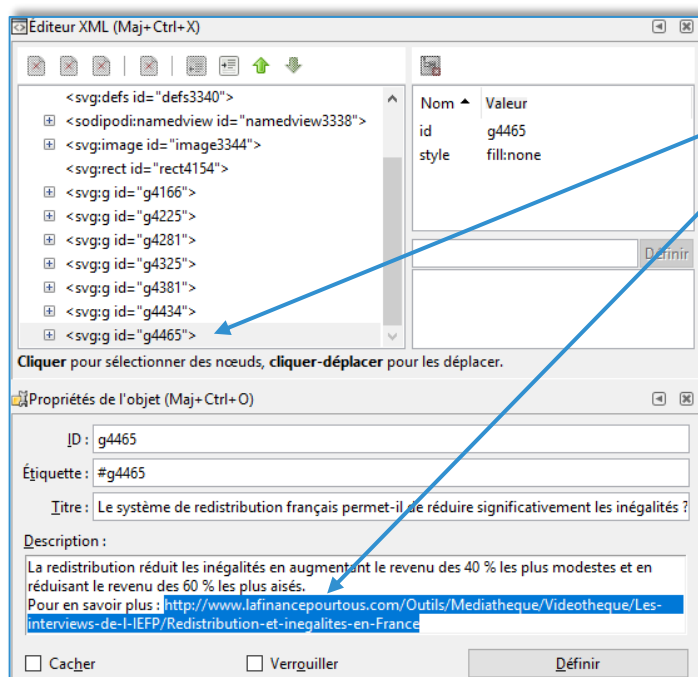 Éditeur XML (Maj+Ctrl+X)
<svg:defs id="defs3340">
<sodipodi:namedview id="namedview3338">
<svg:image id="image3344">
<svg:rect id="rect4154">
<svg:g id="g4166">
<svg:g id="g4225">
<svg:g id="g4281">
<svg:g id="g4325">
<svg:g id="g4381">
<svg:g id="g4434">
<svg:g id="g4465">
Nom Valeur
id g4465
style fill:none
Définir
Cliquer pour sélectionner des nœuds, cliquer-déplacer pour les déplacer.
Propriétés de l'objet (Maj+Ctrl+O)
ID : g4465
Étiquette : #g4465
Titre : Le système de redistribution français permet-il de réduire significativement les inégalités ?
Description :
La redistribution réduit les inégalités en augmentant le revenu des 40 % les plus modestes et en
réduisant le revenu des 60 % les plus aisés.
Pour en savoir plus : http://www.lafinancepourtous.com/Outils/Mediatheque/Videotheque/Les-
interviews-de-l-IEFP/Redistribution-et-inegalites-en-France
Cacher Verrouiller Définir